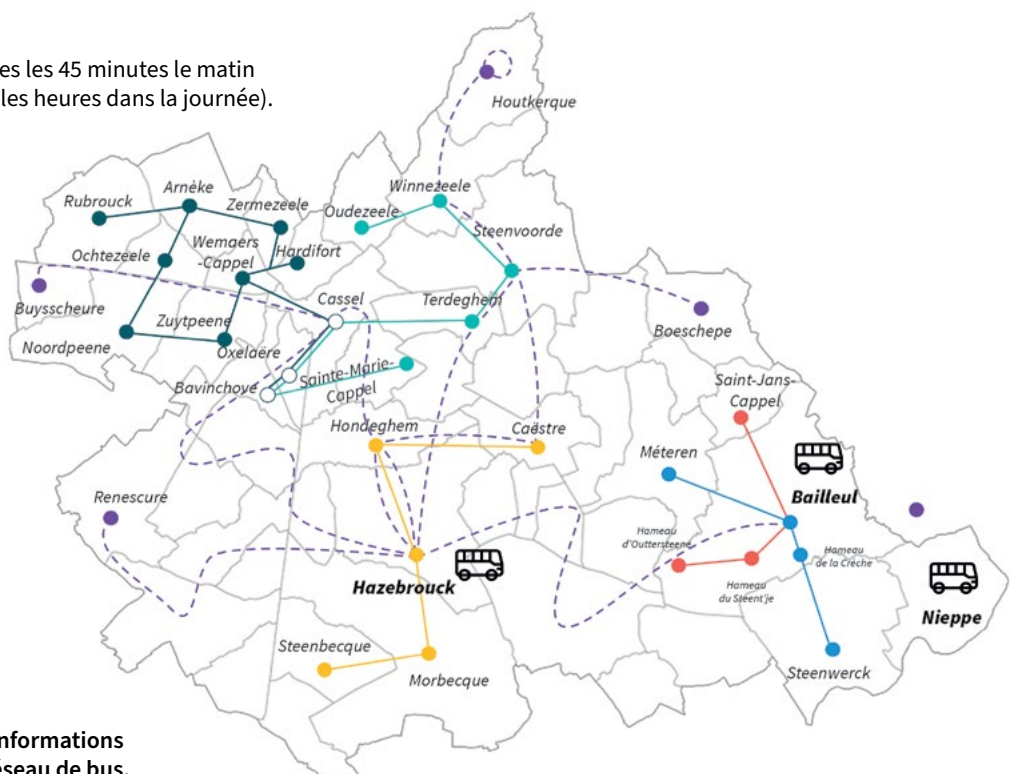 es les 45 minutes le matin
les heures dans la journée).
Houtkerque
Winnezeele
Arnèke
Rubrouck
Zermezeele
Oudezeele
Steenvoorde
Wemaers
-Cappel
Hardifort
Ochtezeele
Cassel
Terdeghem
Buysscheure
Zuytpeene
Boeschepe
Noordpeene
Oxelaëre
Bavinchove
Sainte-Marie-
Cappel
Saint-Jans-
Cappel
Hondeghem
Caëstre
Méteren
Bailleul
Renescure
Hameau
d'Outtersteene
Hameau
de la Crèche
Hazebrouck
Hameau
du Steent'je
Nieppe
Steenbecque
Morbecque
Steenwerck
nformations
éseau de bus.